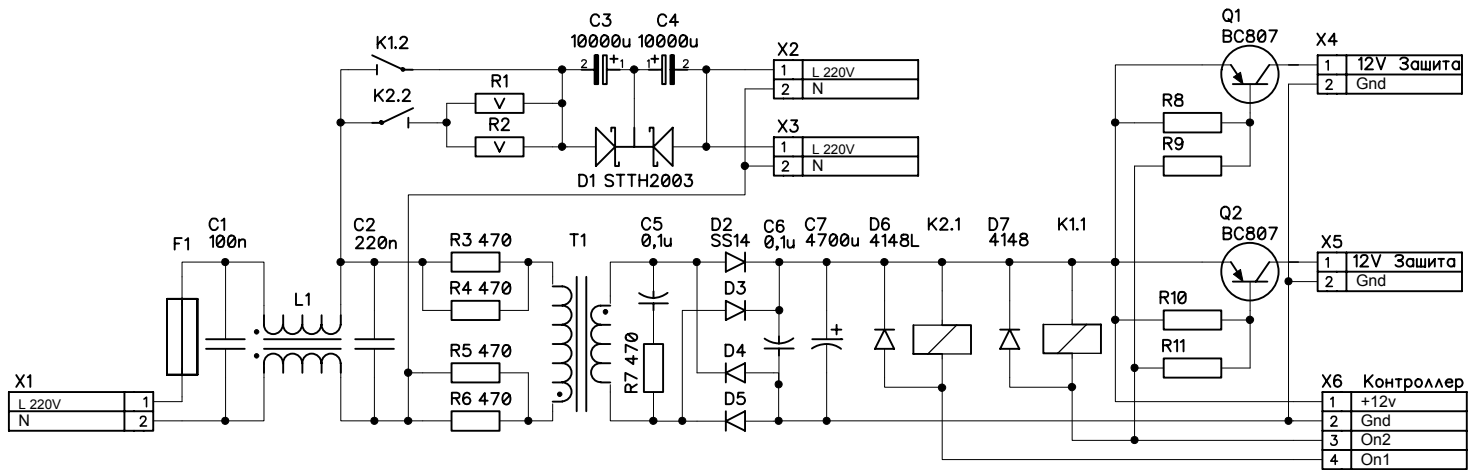 C3
10000u
C4
10000u
K1.2
X2
1 L 220V
2 N
2 + 1
+ 1 2
K2.2
R1
V
R2
V
X3
1 L 220V
2 N
D1 STTH2003
Q1
BC807
X4
1 12V Защита
2 Gnd
R8
R9
F1
C1
100n
L1
C2
220n
R3 470
R4 470
R5 470
R6 470
T1
C5
0,1u
R7 470
D2
SS14
D3
D4
D5
C6
0,1u
C7
4700u
+
D6
4148L
K2.1
D7
4148
K1.1
Q2
BC807
X5
1 12V Защита
2 Gnd
R10
R11
X1
L 220V 1
N 2
X6 Контроллер
1 +12v
2 Gnd
3 On2
4 On1